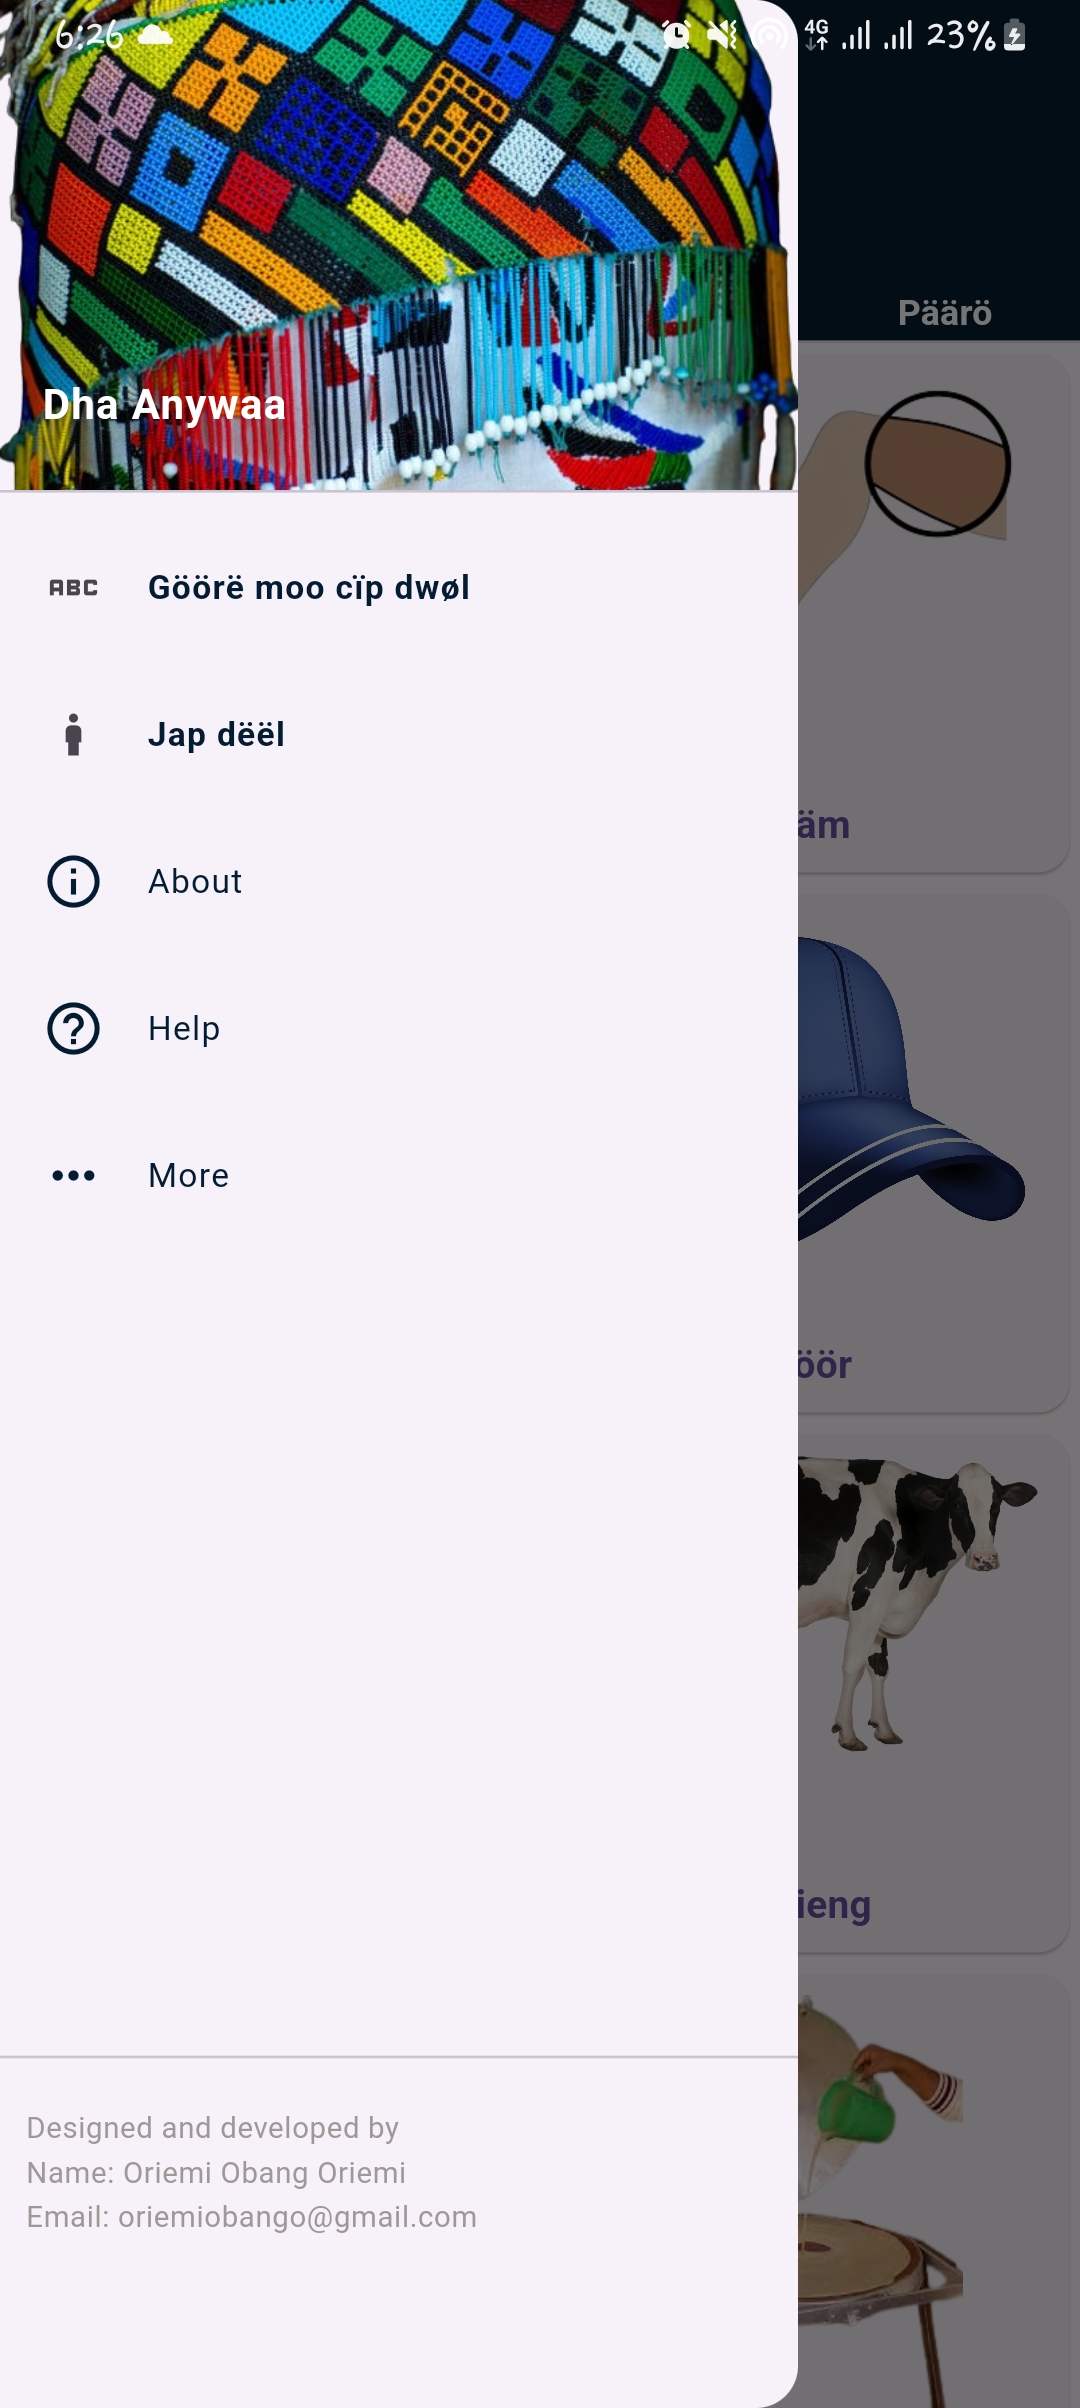 6:26
4G
23%
Päärö
Dha Anywaa
ABC
Göörë moo cïp dwøl
Jap dëël
äm
About
Help
More
öör
ieng
Designed and developed by
Name: Oriemi Obang Oriemi
Email: oriemiobango@gmail.com